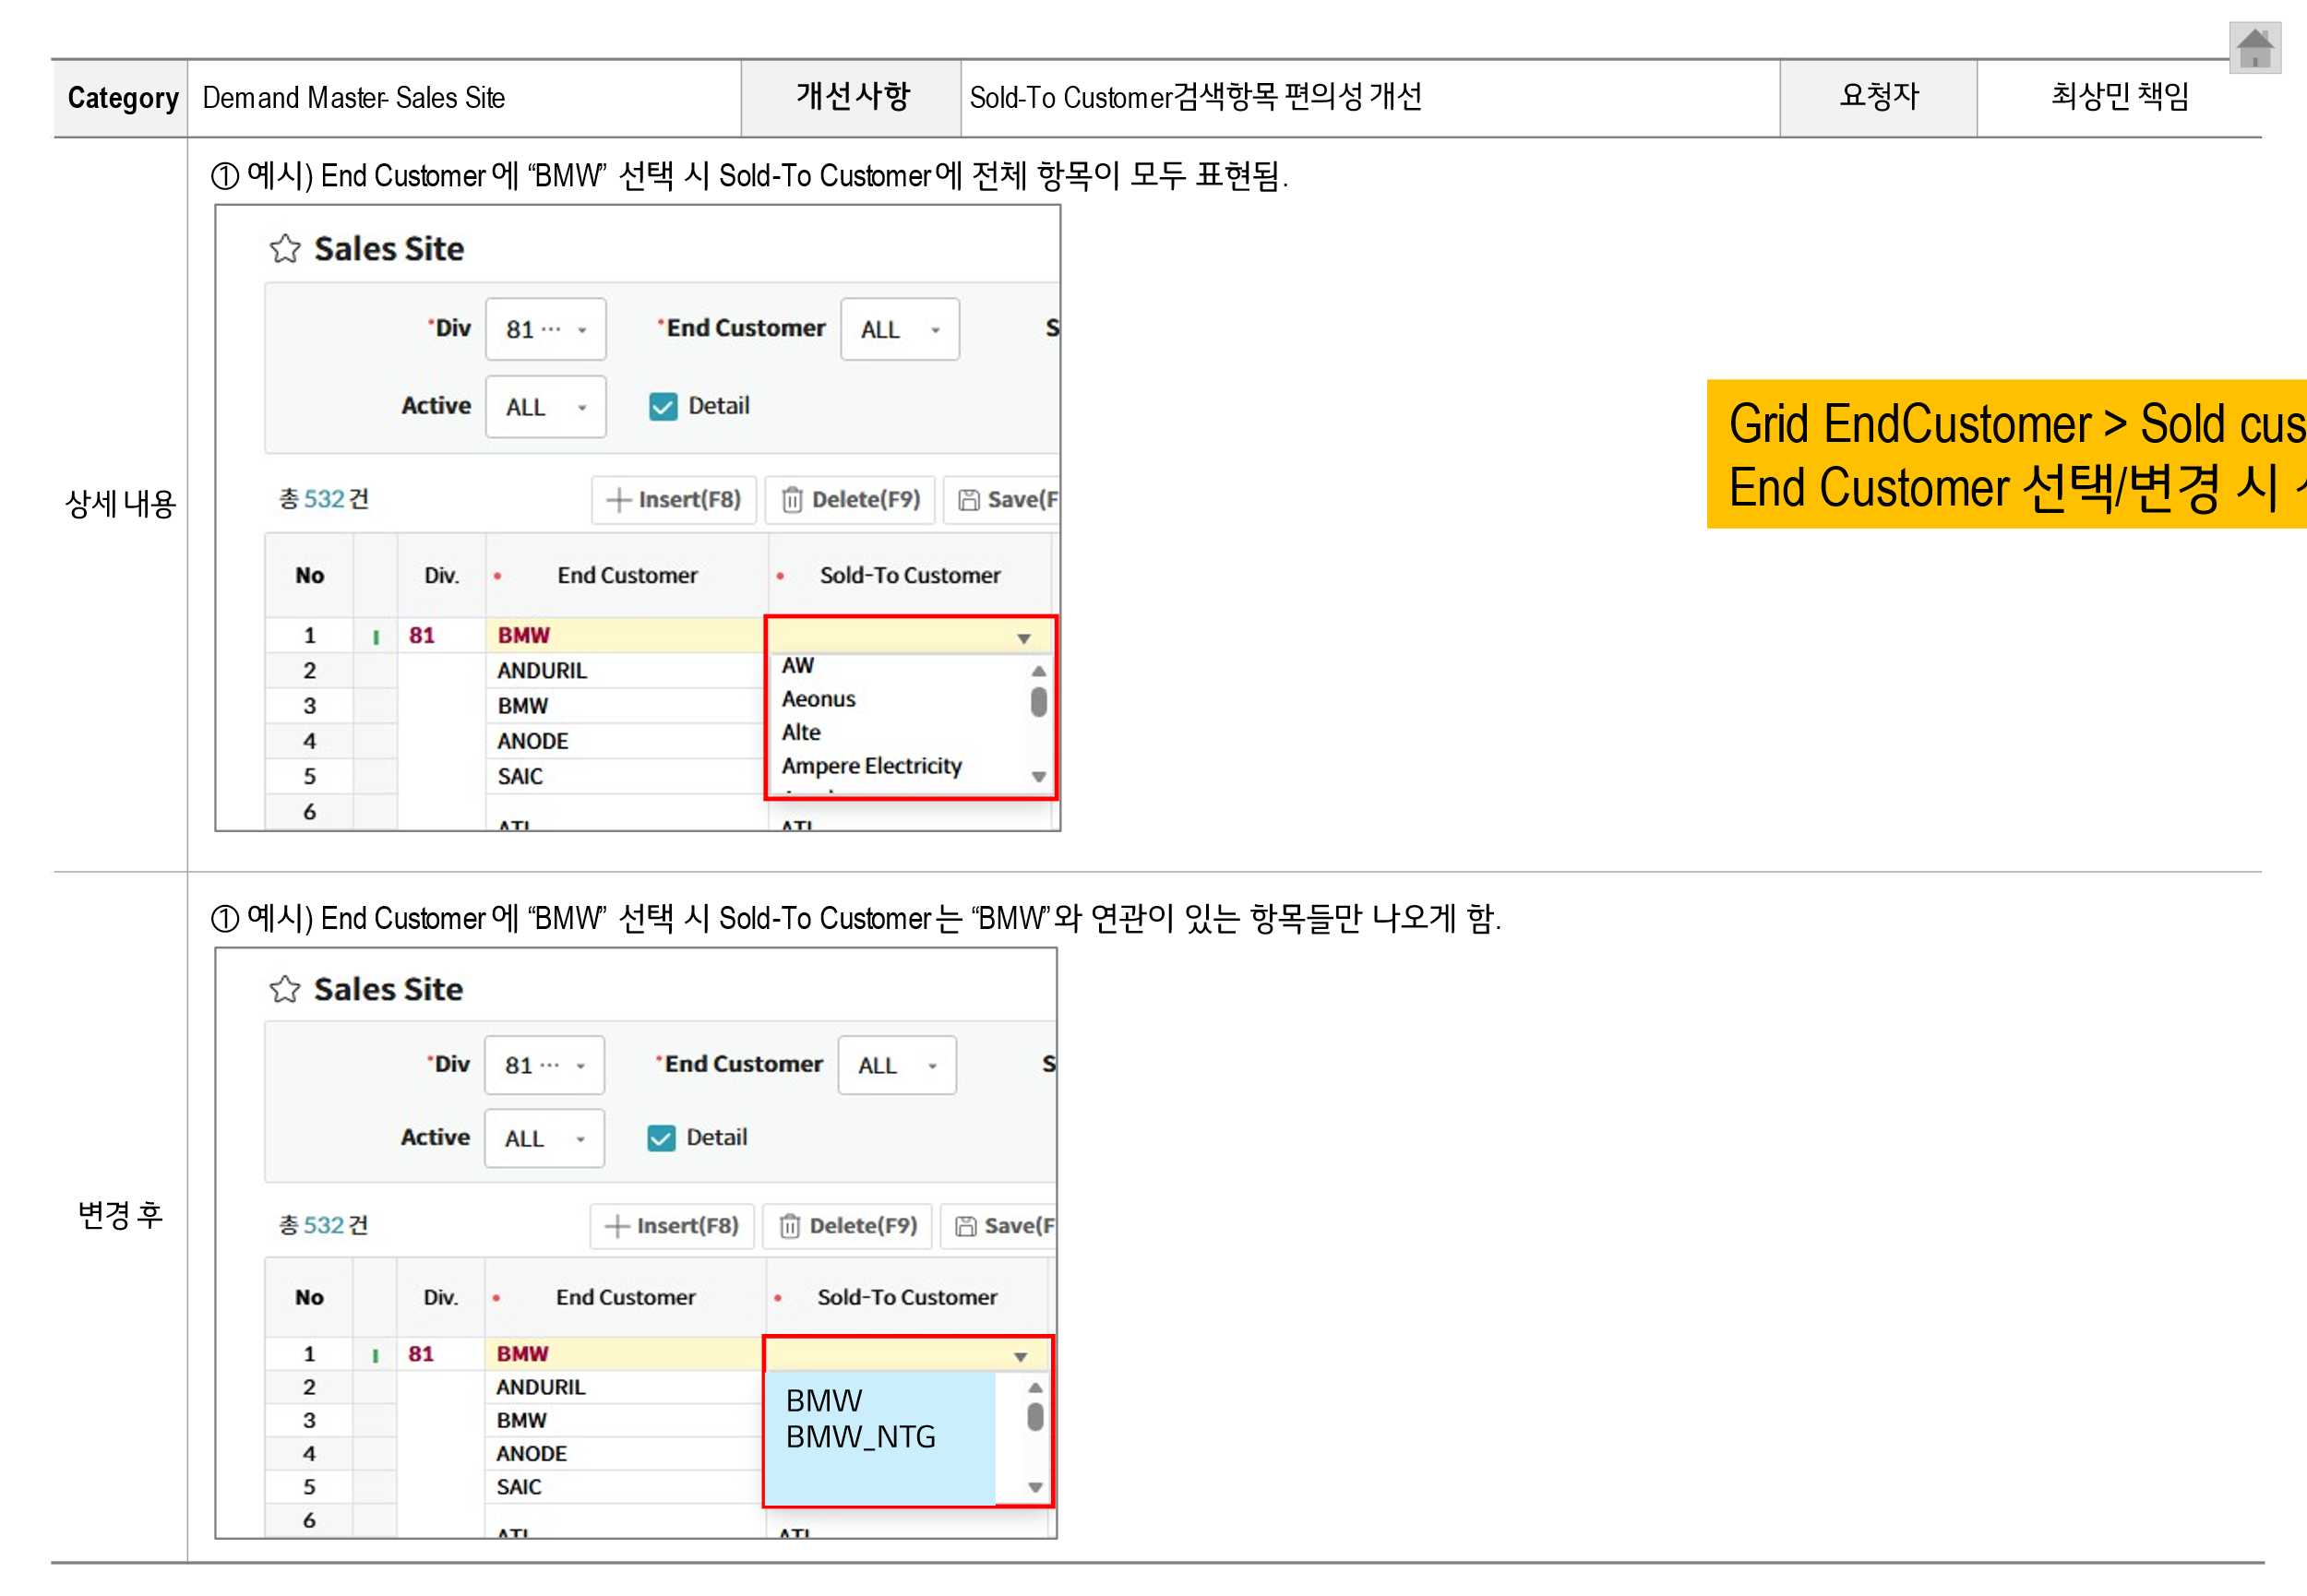 Category Demand Master- Sales Site 개선사항 Sold-To Customer검색항목 편의성 개선 요청자 최상민 책임
상세 내용
① 예시) End Customer에 “BMW” 선택 시 Sold-To Customer에 전체 항목이 모두 표현됨.
Sales Site
*Div 81 ··· *End Customer ALL S
Active ALL Detail
총 532 건 Insert(F8) Delete(F9) Save(F
No Div. End Customer Sold-To Customer
1 I 81 BMW
2 ANDURIL AW
3 BMW Aeonus
4 ANODE Alte
5 SAIC Ampere Electricity
6
ATL ATL
Grid EndCustomer > Sold cus
End Customer 선택/변경 시
변경 후
① 예시) End Customer에 “BMW” 선택 시 Sold-To Customer는 “BMW”와 연관이 있는 항목들만 나오게 함.
Sales Site
*Div 81 ··· *End Customer ALL S
Active ALL Detail
총 532 건 Insert(F8) Delete(F9) Save(F
No Div. End Customer Sold-To Customer
1 I 81 BMW
2 ANDURIL BMW
3 BMW BMW_NTG
4 ANODE
5 SAIC
6
ATL ATL